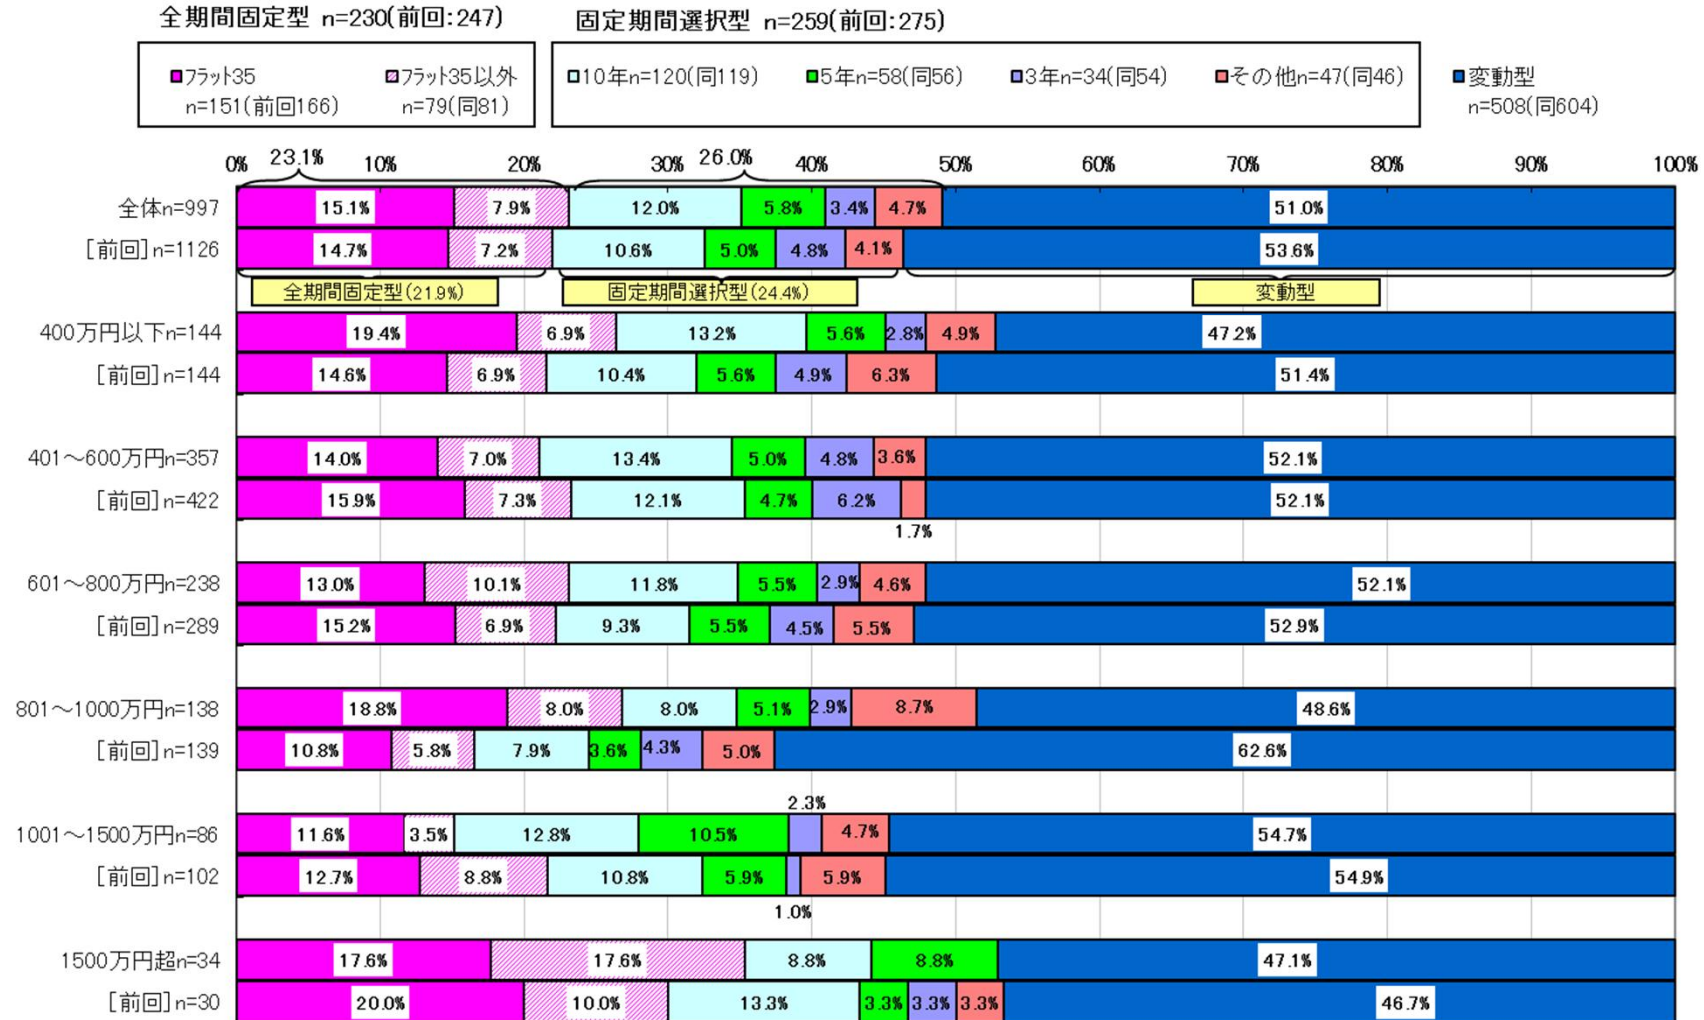 全期間固定型 n=230(前回:247)
固定期間選択型 n=259(前回:275)
■フラット35 n=151(前回166)
フラット35以外 n=79(同81)
10年n=120(同119)
5年n=58(同56)
3年n=34(同54)
その他n=47(同46)
変動型 n=508(同604)
0% 23.1% 10% 20% 30% 26.0% 40% 50% 60% 70% 80% 90% 100%
全体n=997 15.1% 7.9% 12.0% 5.8% 3.4% 4.7% 51.0%
[前回]n=1126 14.7% 7.2% 10.6% 5.0% 4.8% 4.1% 53.6%
全期間固定型(21.9%) 固定期間選択型(24.4%) 変動型
400万円以下n=144 19.4% 6.9% 13.2% 5.6% 2.8% 4.9% 47.2%
[前回]n=144 14.6% 6.9% 10.4% 5.6% 4.9% 6.3% 51.4%
401～600万円n=357 14.0% 7.0% 13.4% 5.0% 4.8% 3.6% 52.1%
[前回]n=422 15.9% 7.3% 12.1% 4.7% 6.2% 52.1%
1.7%
601～800万円n=238 13.0% 10.1% 11.8% 5.5% 2.9% 4.6% 52.1%
[前回]n=289 15.2% 6.9% 9.3% 5.5% 4.5% 5.5% 52.9%
801～1000万円n=138 18.8% 8.0% 8.0% 5.1% 2.9% 8.7% 48.6%
[前回]n=139 10.8% 5.8% 7.9% 3.6% 4.3% 5.0% 62.6%
2.3%
1001～1500万円n=86 11.6% 3.5% 12.8% 10.5% 4.7% 54.7%
[前回]n=102 12.7% 8.8% 10.8% 5.9% 5.9% 54.9%
1.0%
1500万円超n=34 17.6% 17.6% 8.8% 8.8% 47.1%
[前回]n=30 20.0% 10.0% 13.3% 3.3% 3.3% 3.3% 46.7%